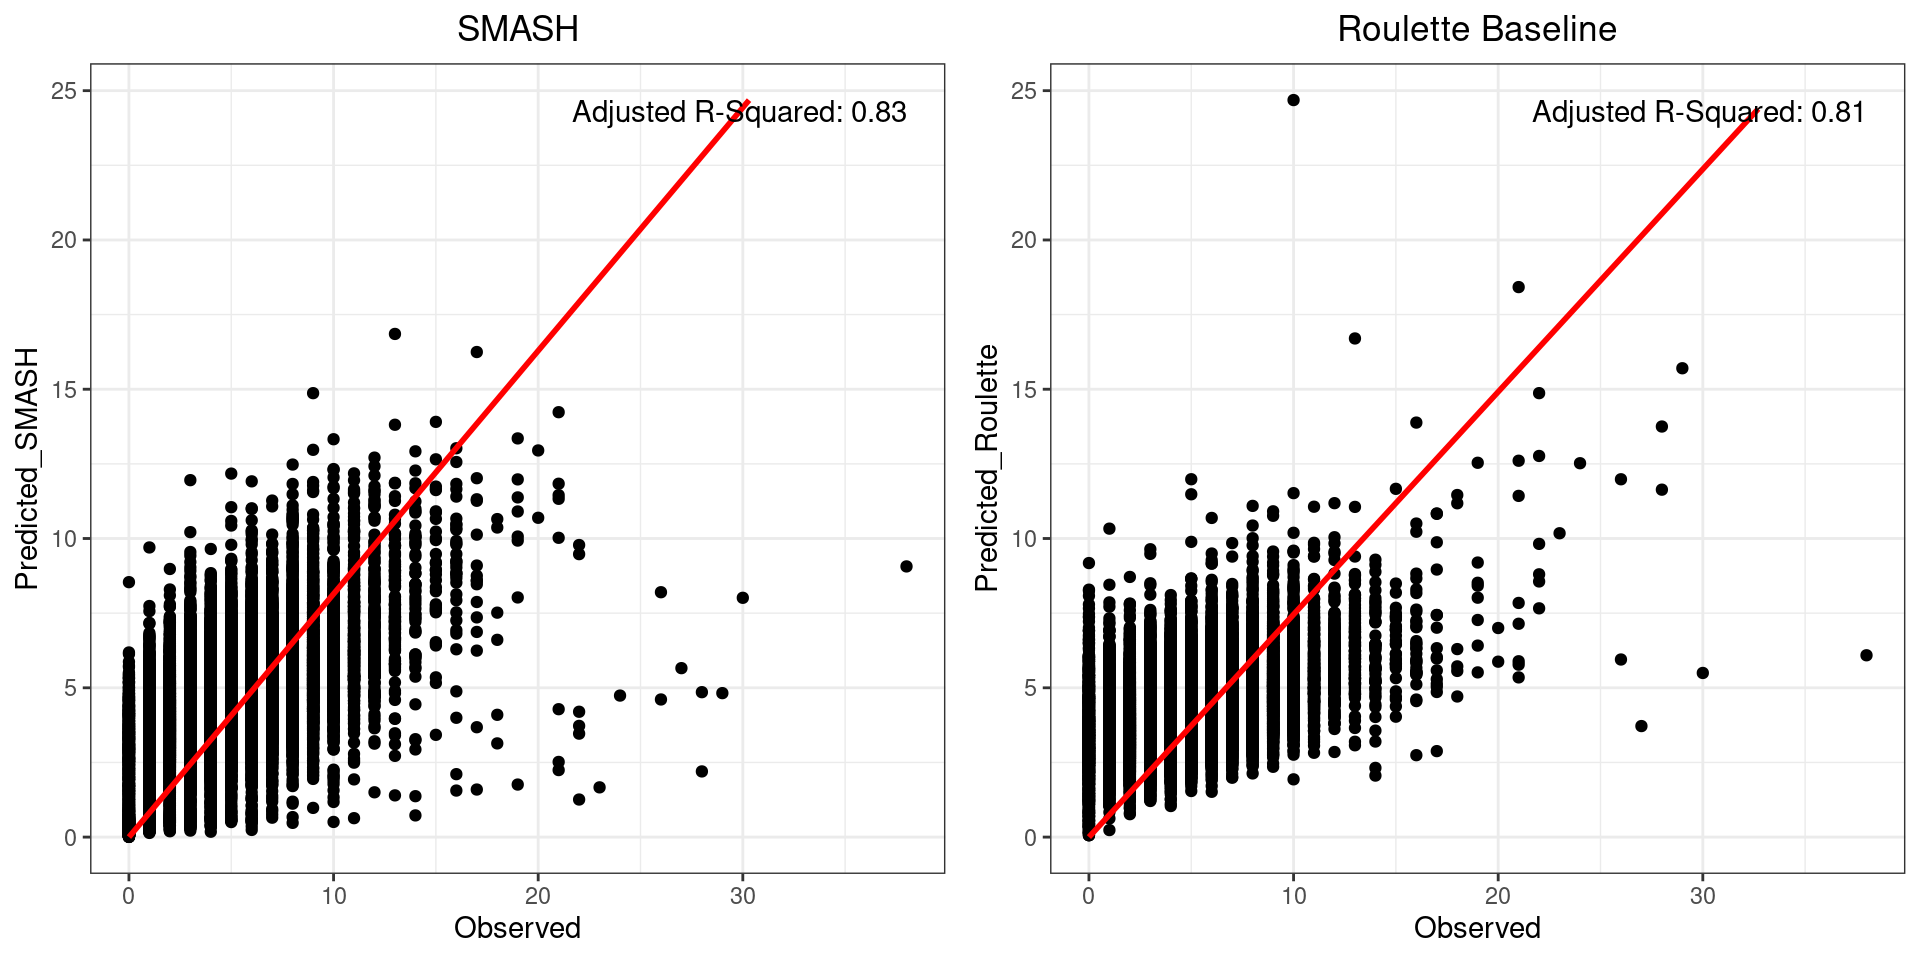 SMASH
Adjusted R-Squared: 0.83
25
20
15
10
5
0
Predicted_SMASH
0 10 20 30
Observed
Roulette Baseline
Adjusted R-Squared: 0.81
25
20
15
10
5
0
Predicted_Roulette
0 10 20 30
Observed